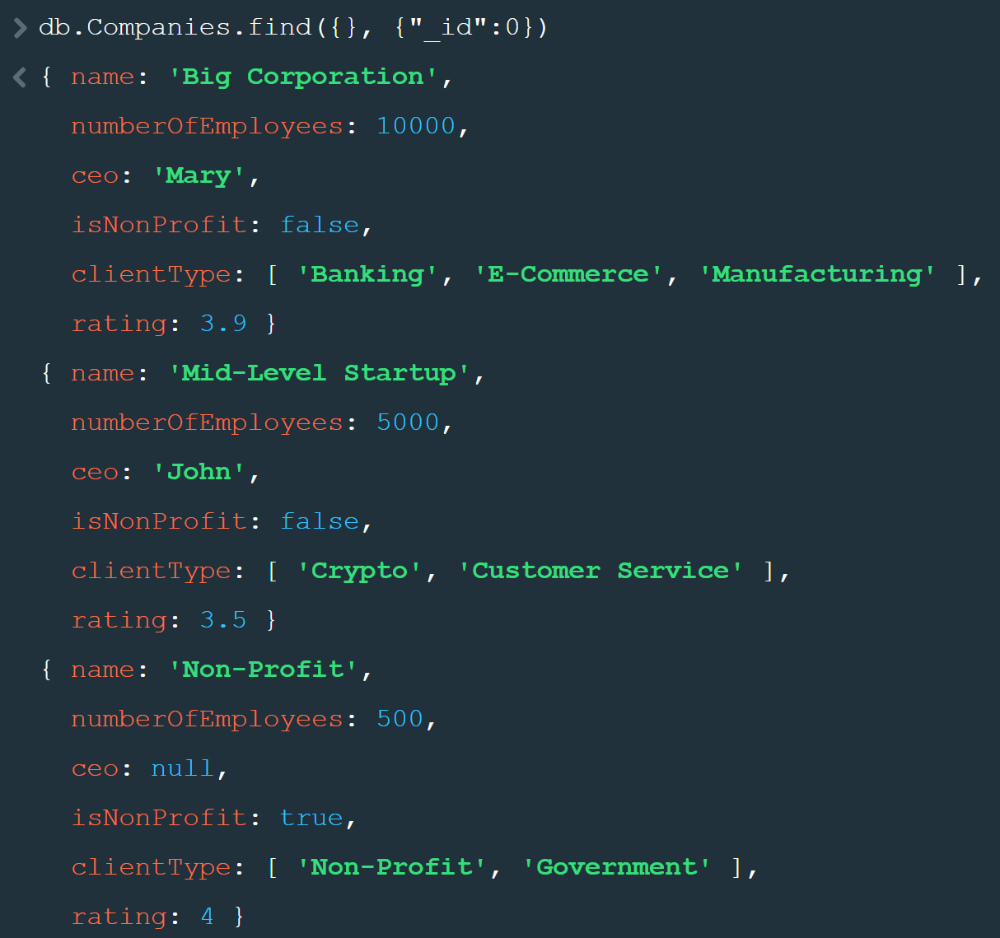 > db.Companies.find({}, {"_id":0})
< { name: 'Big Corporation',
numberOfEmployees: 10000,
ceo: 'Mary',
isNonProfit: false,
clientType: [ 'Banking', 'E-Commerce', 'Manufacturing' ],
rating: 3.9 }
{ name: 'Mid-Level Startup',
numberOfEmployees: 5000,
ceo: 'John',
isNonProfit: false,
clientType: [ 'Crypto', 'Customer Service' ],
rating: 3.5 }
{ name: 'Non-Profit',
numberOfEmployees: 500,
ceo: null,
isNonProfit: true,
clientType: [ 'Non-Profit', 'Government' ],
rating: 4 }